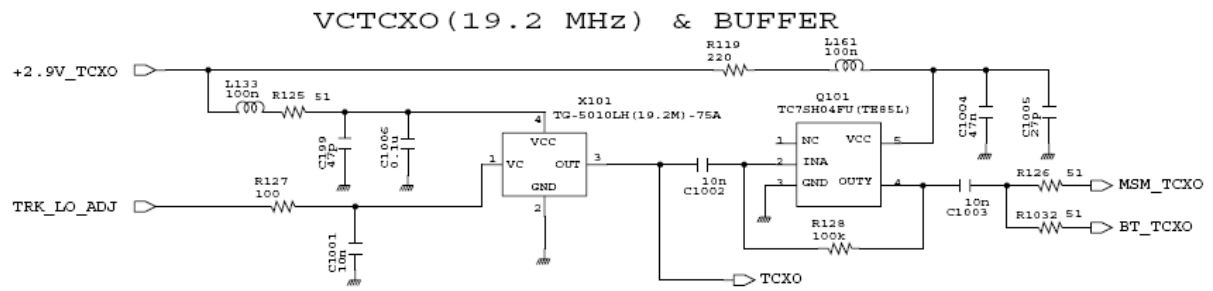 VCTCXO(19.2 MHz) & BUFFER
+2.9V_TCXO
R119
220
L161
100n
L133
100n
R125 51
X101
TG-5010LH(19.2M)-75A
Q101
TC7SH04FU(TE85L)
C199
47p
C1006
0.1u
4
VCC
1 VC OUT 3
GND
2
1 NC VCC 5
2 INA
3 GND OUTY 4
C1004
47n
C1005
27p
10n
C1002
R127
100
TRK_LO_ADJ
C1001
10n
R128
100k
10n
C1003
R126 51
MSM_TCXO
R1032 51
BT_TCXO
TCXO